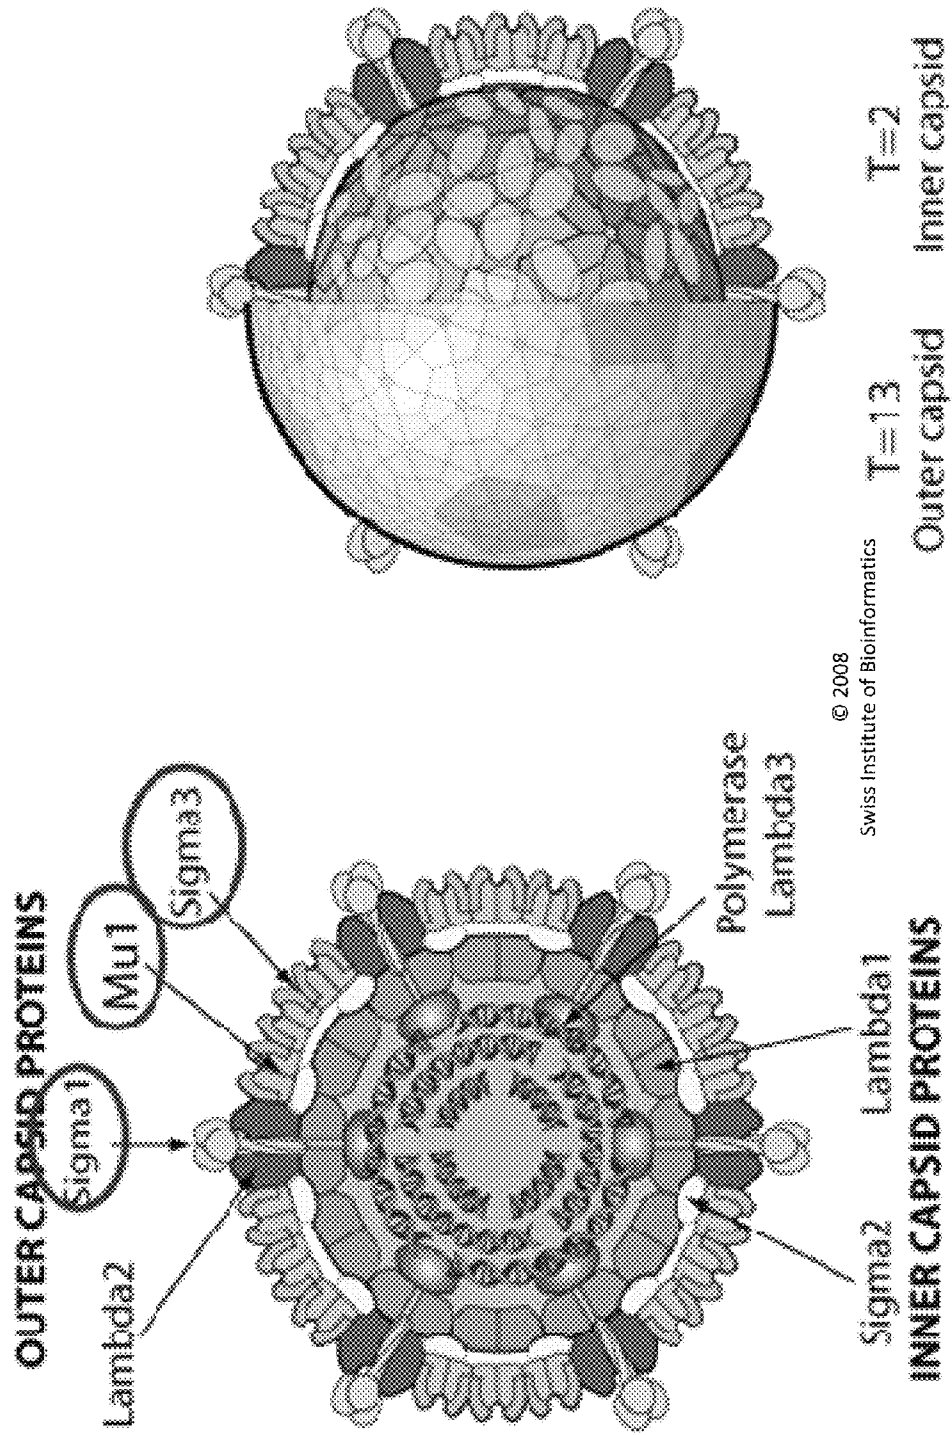 OUTER CAPSID PROTEINS
Lambda2
Sigma1
Mu1
Sigma3
Sigma2
Lambda1
Polymerase
Lambda3
INNER CAPSID PROTEINS
© 2008
Swiss Institute of Bioinformatics
T=13
Outer capsid
T=2
Inner capsid